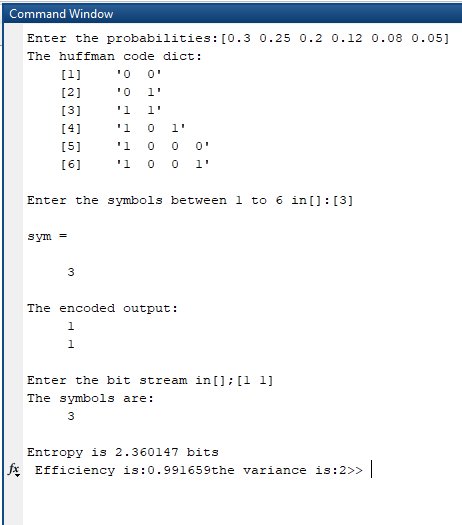 Command Window
Enter the probabilities:[0.3 0.25 0.2 0.12 0.08 0.05]
The huffman code dict:
[1] '0 0'
[2] '0 1'
[3] '1 1'
[4] '1 0 1'
[5] '1 0 0 0'
[6] '1 0 0 1'
Enter the symbols between 1 to 6 in[]:[3]
sym =
3
The encoded output:
1
1
Enter the bit stream in[];[1 1]
The symbols are:
3
Entropy is 2.360147 bits
fx Efficiency is:0.991659the variance is:2>>